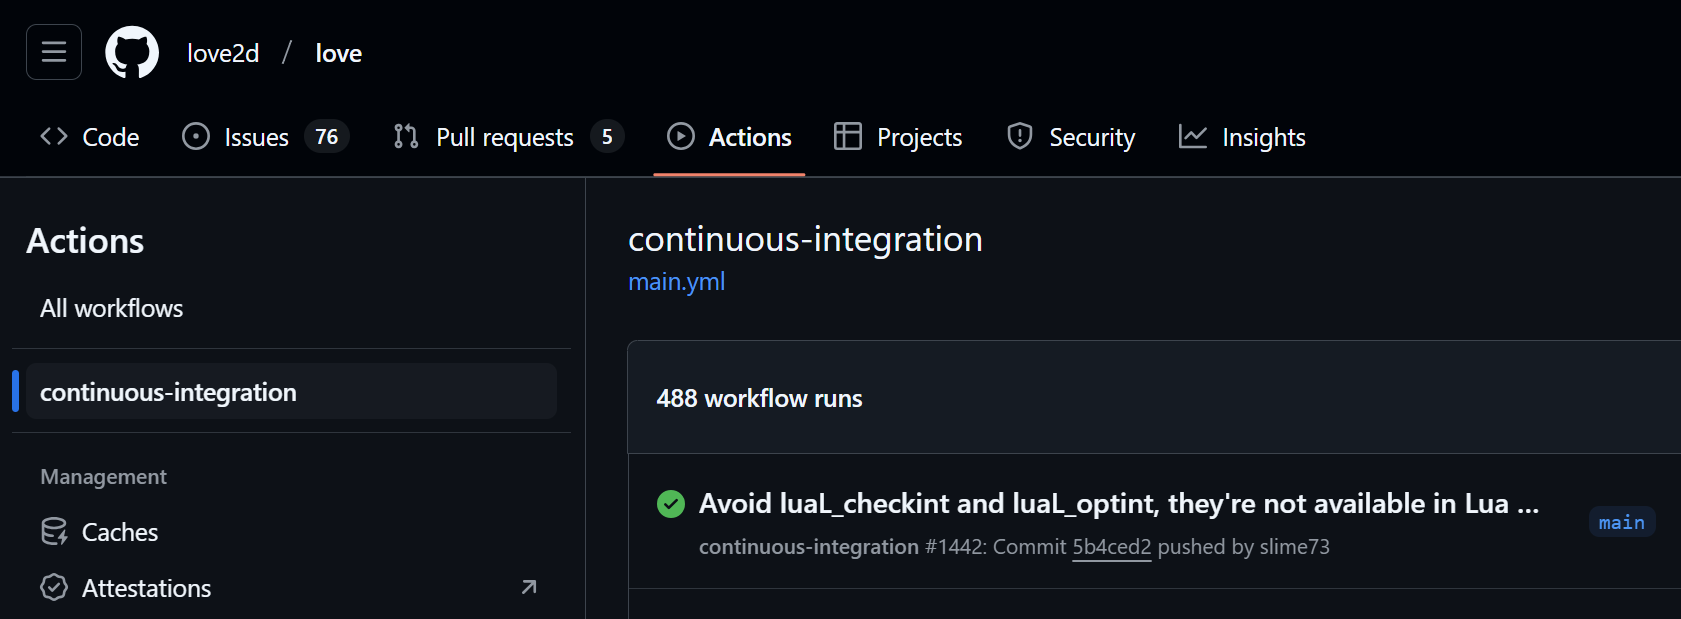 love2d / love
Code Issues 76 Pull requests 5 Actions Projects Security Insights
Actions
All workflows
continuous-integration
Management
Caches
Attestations
continuous-integration
main.yml
488 workflow runs
Avoid luaL_checkint and luaL_optint, they're not available in Lua ...
continuous-integration #1442: Commit 5b4ced2 pushed by slime73
main